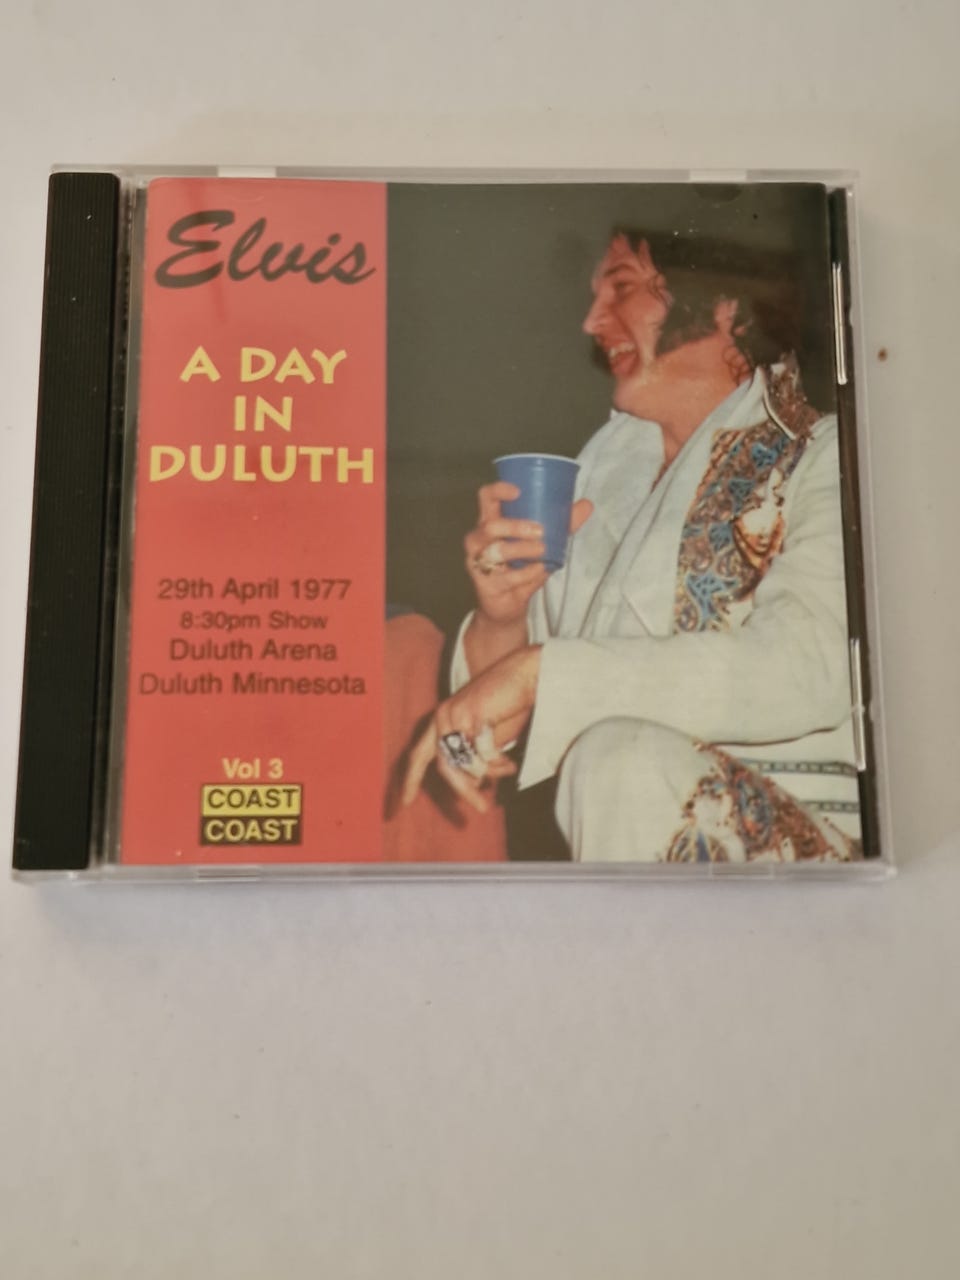 Elvis
A DAY
IN
DULUTH
29th April 1977
8:30pm Show
Duluth Arena
Duluth Minnesota
Vol 3
COAST
COAST